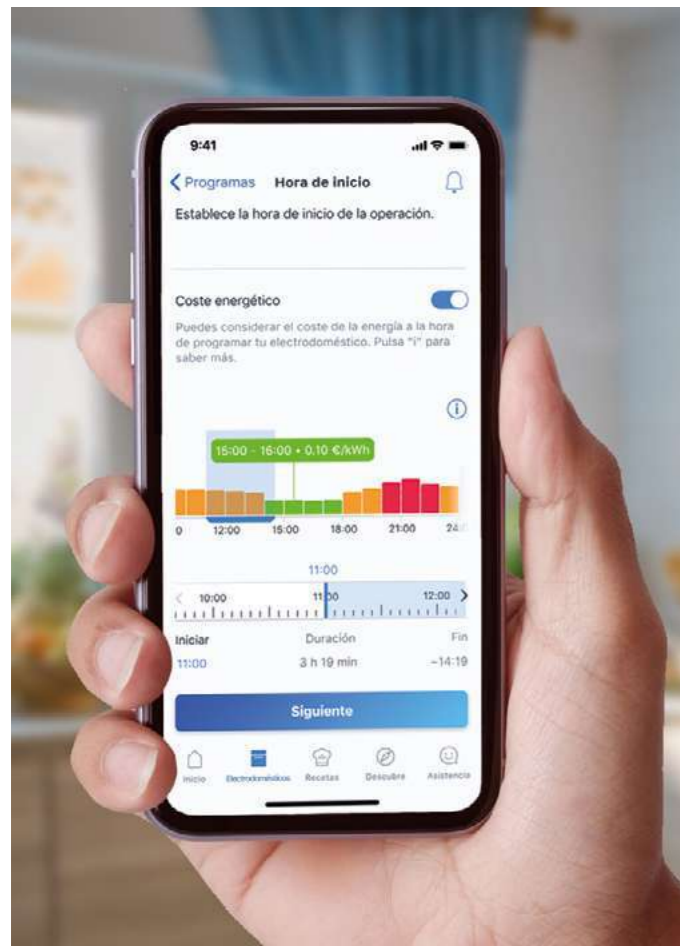 9:41
Programas Hora de inicio
Establece la hora de inicio de la operación.
Coste energético
Puedes considerar el coste de la energía a la hora
de programar tu electrodoméstico. Pulsa "i" para
saber más.
i
15:00 - 16:00 • 0.10 €/kWh
0 12:00 15:00 18:00 21:00 24:0
11:00
10:00 11:00 12:00
Iniciar Duración Fin
11:00 3 h 19 min ~14:19
Siguiente
Inicio Electrodomésticos Recetas Descubre Asistencia